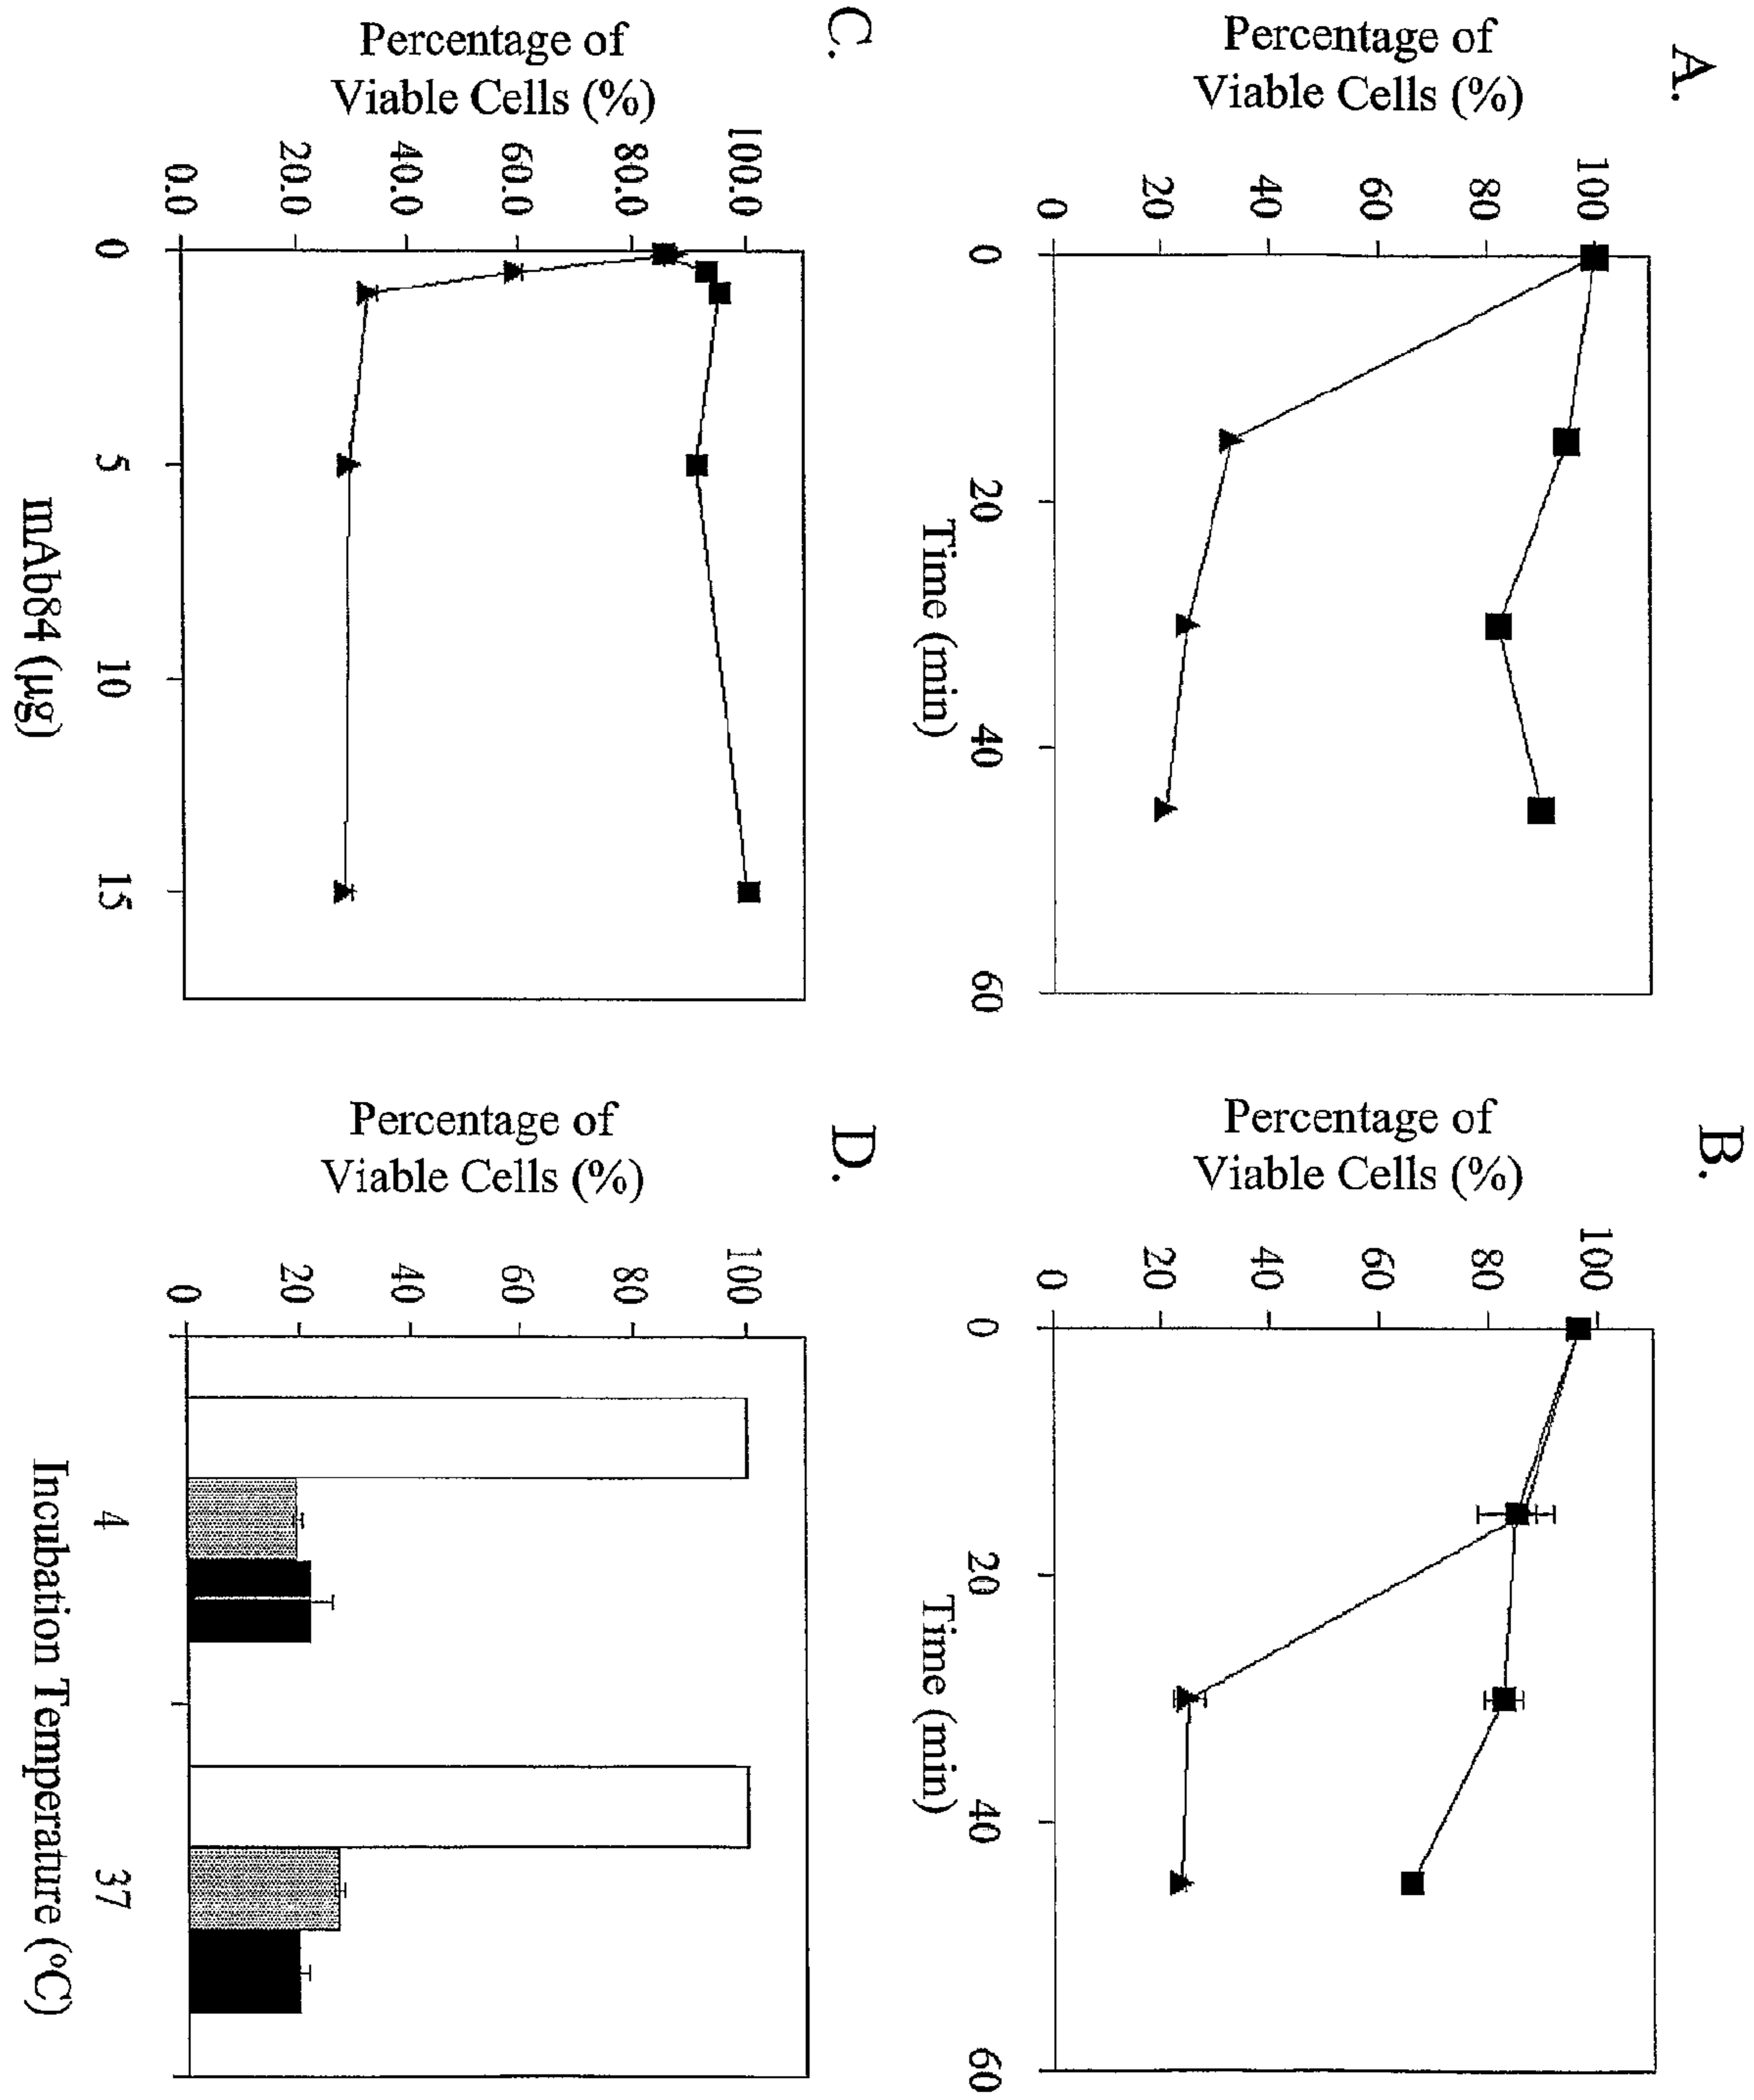 A.
Percentage of
Viable Cells (%)
100
80
60
40
20
0
0
20
40
60
Time (min)
B.
Percentage of
Viable Cells (%)
100
80
60
40
20
0
0
20
40
60
Time (min)
C.
Percentage of
Viable Cells (%)
100.0
80.0
60.0
40.0
20.0
0.0
0
5
10
15
mAb84 (µg)
D.
Percentage of
Viable Cells (%)
100
80
60
40
20
0
4
37
Incubation Temperature (°C)